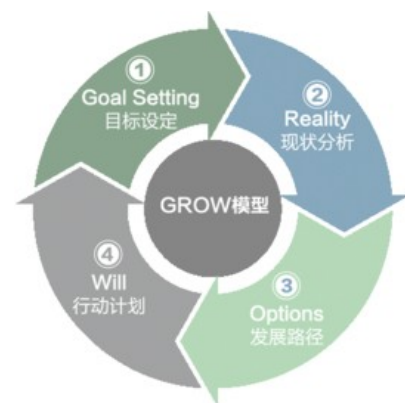 ①
Goal Setting
目标设定
②
Reality
现状分析
GROW模型
③
Options
发展路径
④
Will
行动计划